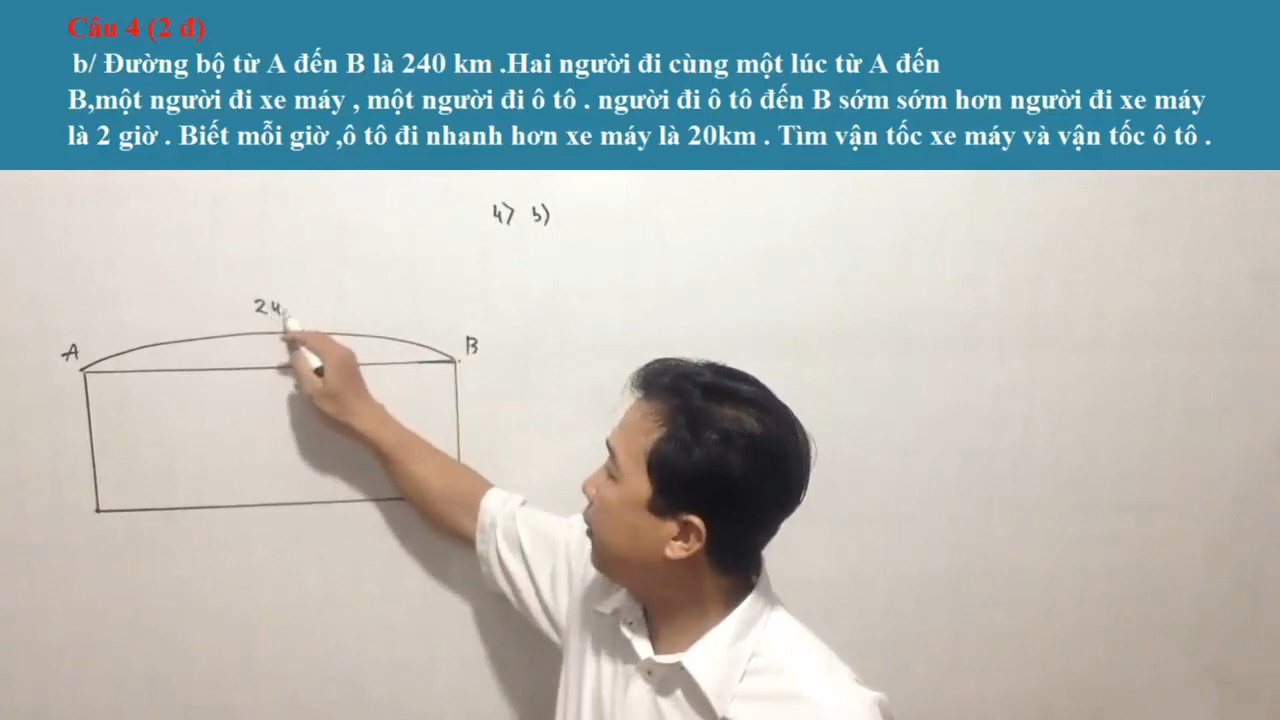 Câu 4 (2 đ)
b/ Đường bộ từ A đến B là 240 km .Hai người đi cùng một lúc từ A đến
B,một người đi xe máy , một người đi ô tô . người đi ô tô đến B sớm sớm hơn người đi xe máy
là 2 giờ . Biết mỗi giờ ,ô tô đi nhanh hơn xe máy là 20km . Tìm vận tốc xe máy và vận tốc ô tô .
4) b)
24
A B